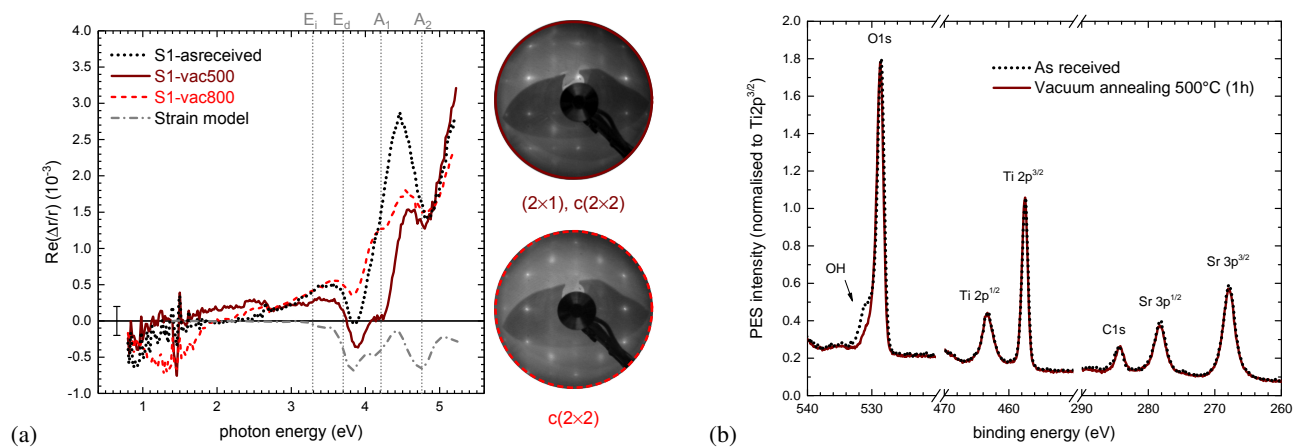 E_i E_d A_1 A_2
4.0
3.5
3.0
2.5
2.0
1.5
1.0
0.5
0.0
-0.5
-1.0
Re(Δr/r) (10^-3)
S1-asreceived
S1-vac500
S1-vac800
Strain model
1 2 3 4 5
photon energy (eV)
(a)
(2×1), c(2×2)
c(2×2)
PES intensity (normalised to Ti2p^3/2)
2.0
1.8
1.6
1.4
1.2
1.0
0.8
0.6
0.4
0.2
0.0
O1s
As received
Vacuum annealing 500°C (1h)
OH
Ti 2p^1/2
Ti 2p^3/2
C1s
Sr 3p^1/2
Sr 3p^3/2
540 530 470 460 290 280 270 260
binding energy (eV)
(b)